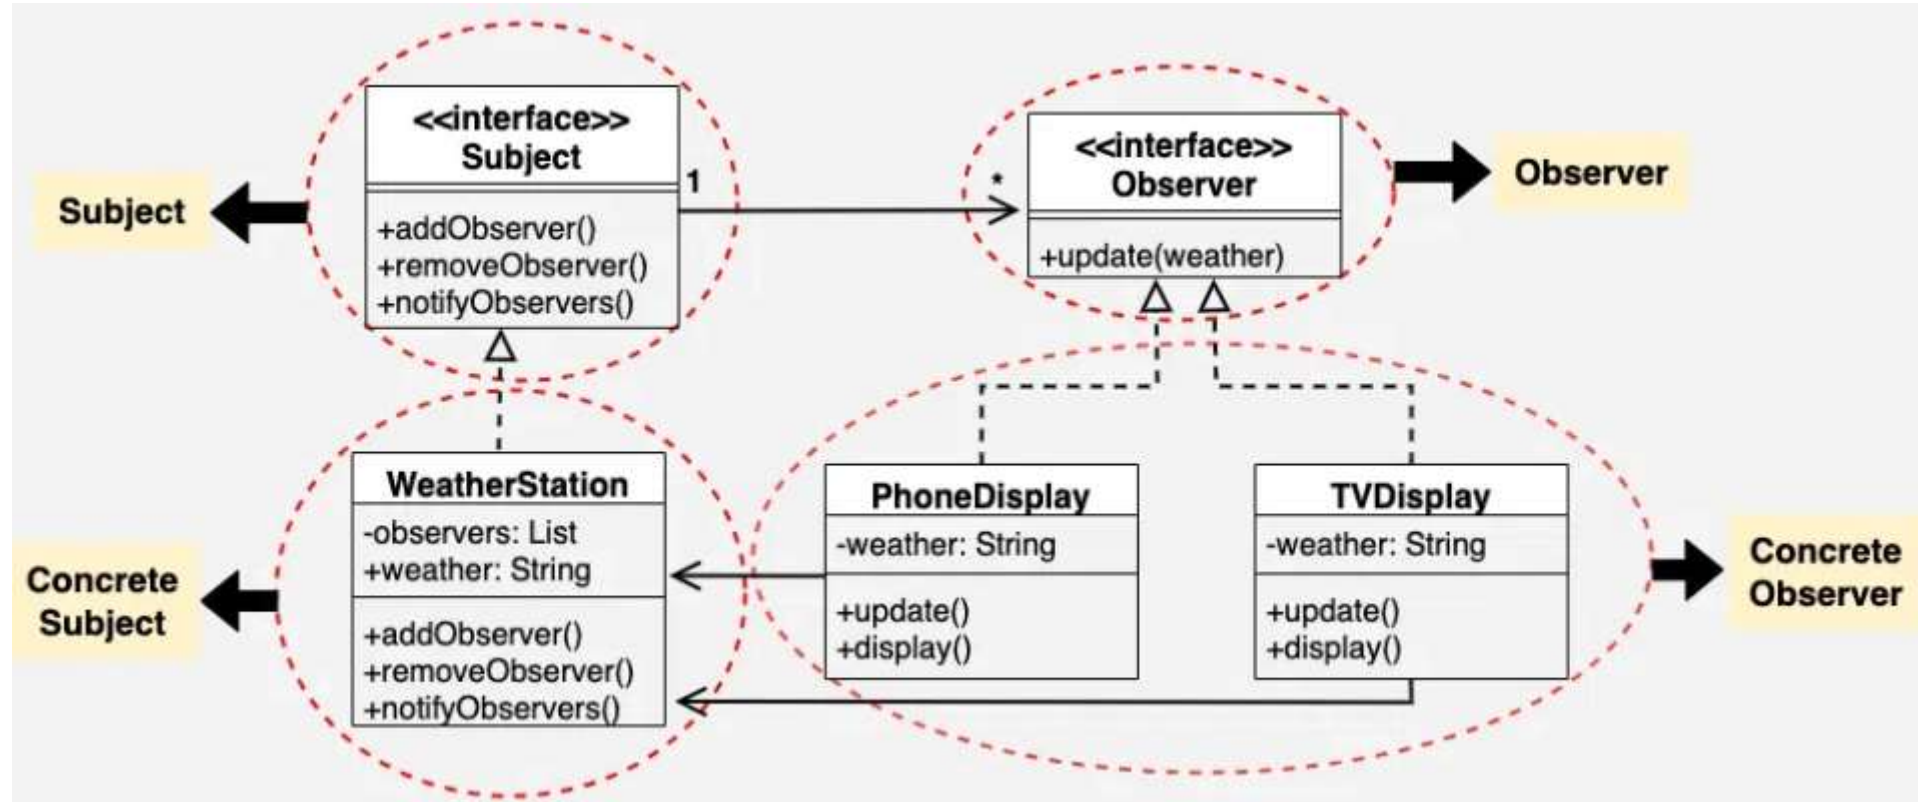 Subject
<<interface>>
Subject
+addObserver()
+removeObserver()
+notifyObservers()
1
*
<<interface>>
Observer
+update(weather)
Observer
Concrete
Subject
WeatherStation
-observers: List
+weather: String
+addObserver()
+removeObserver()
+notifyObservers()
PhoneDisplay
-weather: String
+update()
+display()
TVDisplay
-weather: String
+update()
+display()
Concrete
Observer